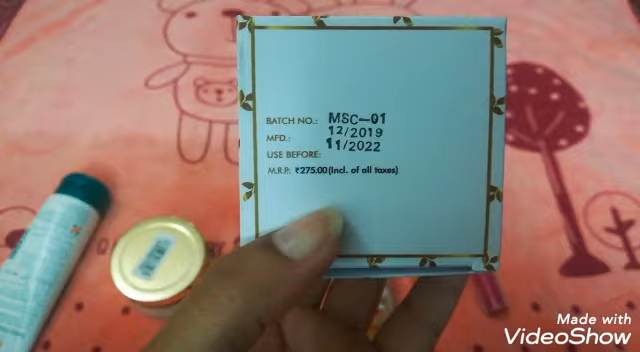 BATCH NO.: MSC-01
MFD.: 12/2019
USE BEFORE: 11/2022
M.R.P.: ₹275.00(Incl. of all taxes)
Made with
VideoShow